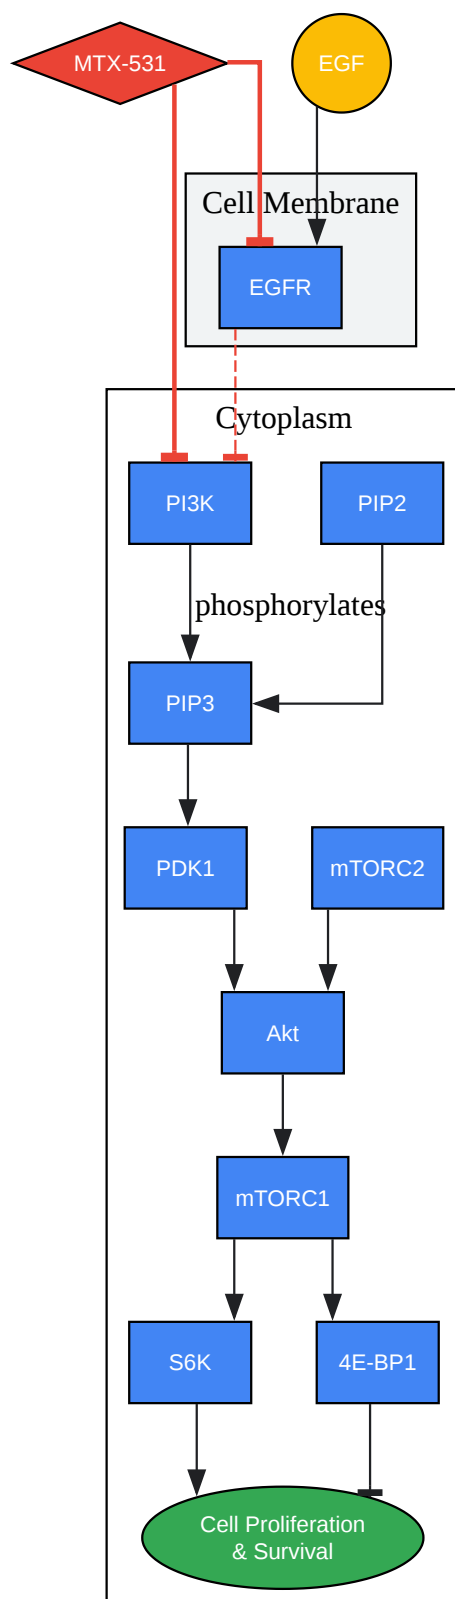 MTX-531
EGF
Cell Membrane
EGFR
Cytoplasm
PI3K
PIP2
phosphorylates
PIP3
PDK1
mTORC2
Akt
mTORC1
S6K
4E-BP1
Cell Proliferation
& Survival